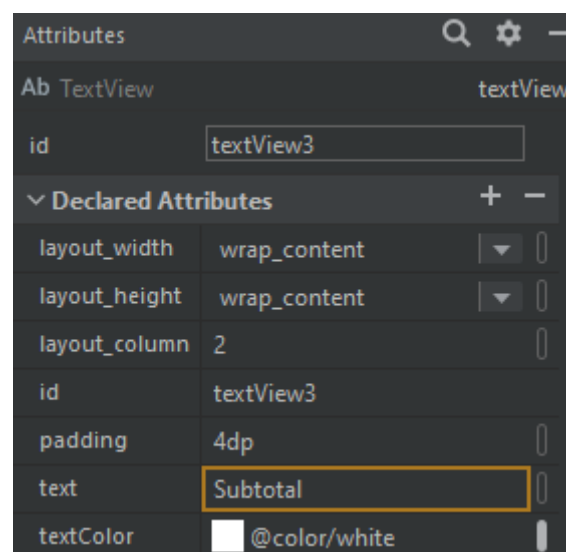 Attributes
Ab TextView textView
id textView3
Declared Attributes
layout_width wrap_content
layout_height wrap_content
layout_column 2
id textView3
padding 4dp
text Subtotal
textColor @color/white